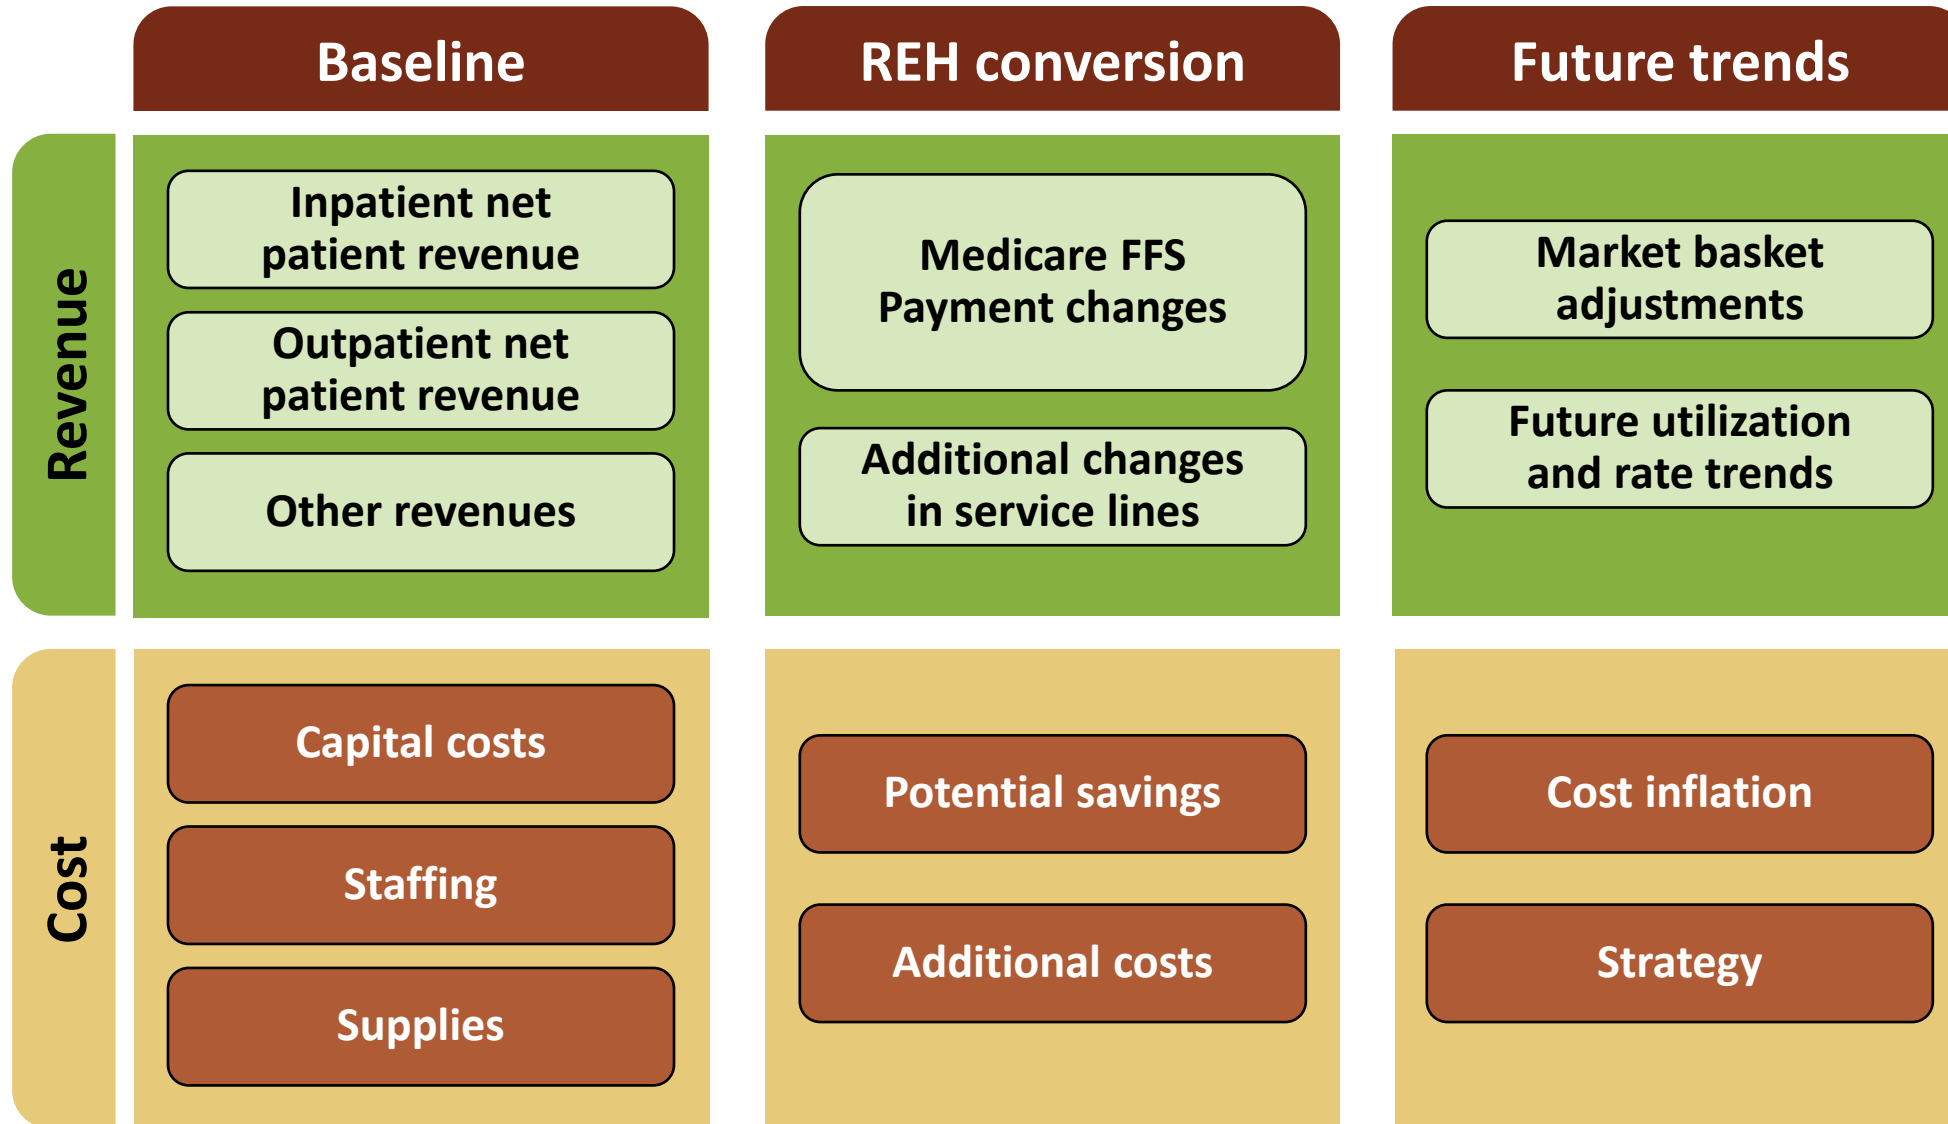 Baseline
REH conversion
Future trends
Revenue
Inpatient net
patient revenue
Outpatient net
patient revenue
Other revenues
Medicare FFS
Payment changes
Additional changes
in service lines
Market basket
adjustments
Future utilization
and rate trends
Cost
Capital costs
Staffing
Supplies
Potential savings
Additional costs
Cost inflation
Strategy